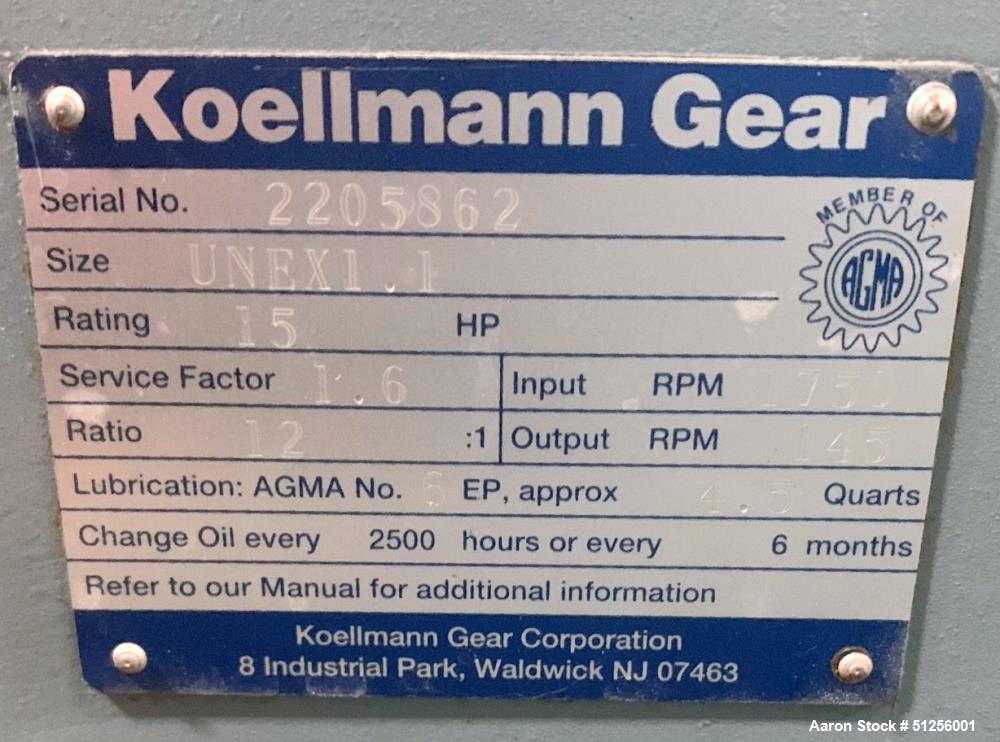 Koellmann Gear
Serial No. 2205862
MEMBER OF
AGMA
Size UNEX1.1
Rating 15 HP
Service Factor 1.6 Input RPM 1750
Ratio 12 :1 Output RPM 145
Lubrication: AGMA No. 6 EP, approx 4.5 Quarts
Change Oil every 2500 hours or every 6 months
Refer to our Manual for additional information
Koellmann Gear Corporation
8 Industrial Park, Waldwick NJ 07463
Aaron Stock # 51256001